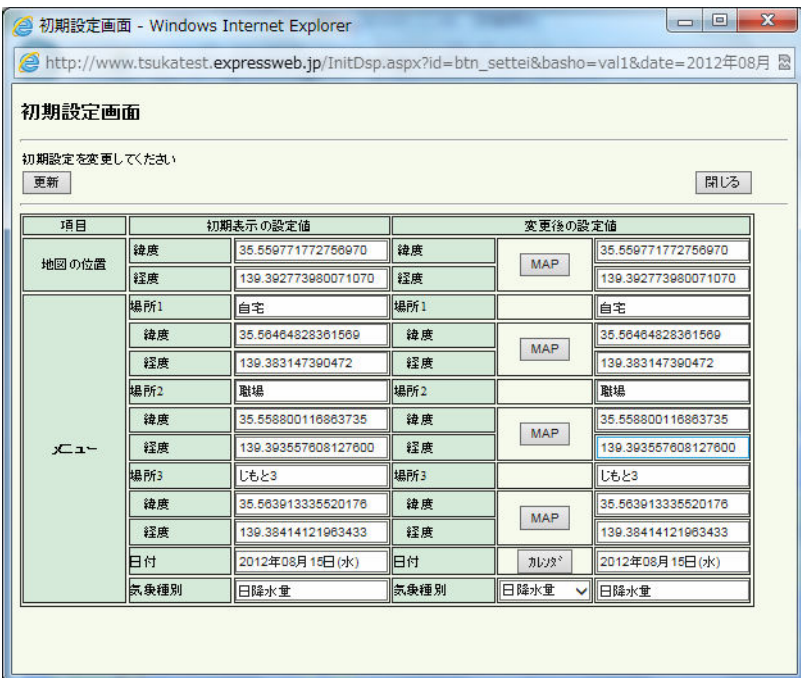 初期設定画面 - Windows Internet Explorer
http://www.tsukatest.expressweb.jp/InitDsp.aspx?id=btn_settei&basho=val1&date=2012年08月
初期設定画面
初期設定を変更してください
更新 閉じる
項目 初期表示の設定値 変更後の設定値
地図の位置 緯度 35.559771772756970 緯度 MAP 35.559771772756970
経度 139.392773980071070 経度 139.392773980071070
メニュー 場所1 自宅 場所1 自宅
緯度 35.56464828361569 緯度 MAP 35.56464828361569
経度 139.383147390472 経度 139.383147390472
場所2 職場 場所2 職場
緯度 35.558800116863735 緯度 MAP 35.558800116863735
経度 139.393557608127600 経度 139.393557608127600
場所3 じもと3 場所3 じもと3
緯度 35.563913335520176 緯度 MAP 35.563913335520176
経度 139.38414121963433 経度 139.38414121963433
日付 2012年08月15日(水) 日付 ｶﾚﾝﾀﾞ 2012年08月15日(水)
気象種別 日降水量 気象種別 日降水量 日降水量